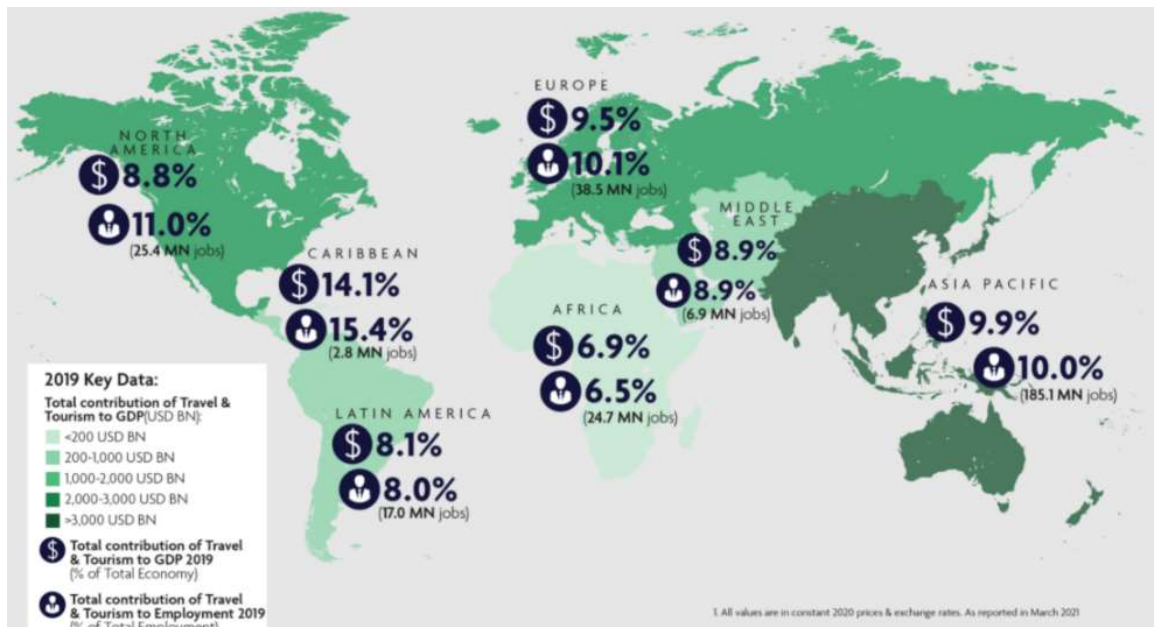 NORTH
AMERICA
$ 8.8%
11.0%
(25.4 MN jobs)
CARIBBEAN
$ 14.1%
15.4%
(2.8 MN jobs)
LATIN AMERICA
$ 8.1%
8.0%
(17.0 MN jobs)
EUROPE
$ 9.5%
10.1%
(38.5 MN jobs)
AFRICA
$ 6.9%
6.5%
(24.7 MN jobs)
MIDDLE
EAST
$ 8.9%
8.9%
(6.9 MN jobs)
ASIA PACIFIC
$ 9.9%
10.0%
(185.1 MN jobs)
2019 Key Data:
Total contribution of Travel &
Tourism to GDP(USD BN):
<200 USD BN
200-1,000 USD BN
1,000-2,000 USD BN
2,000-3,000 USD BN
>3,000 USD BN
$ Total contribution of Travel
& Tourism to GDP 2019
(% of Total Economy)
Total contribution of Travel
& Tourism to Employment 2019
(% of Total Employment)
1. All values are in constant 2020 prices & exchange rates. As reported in March 2021